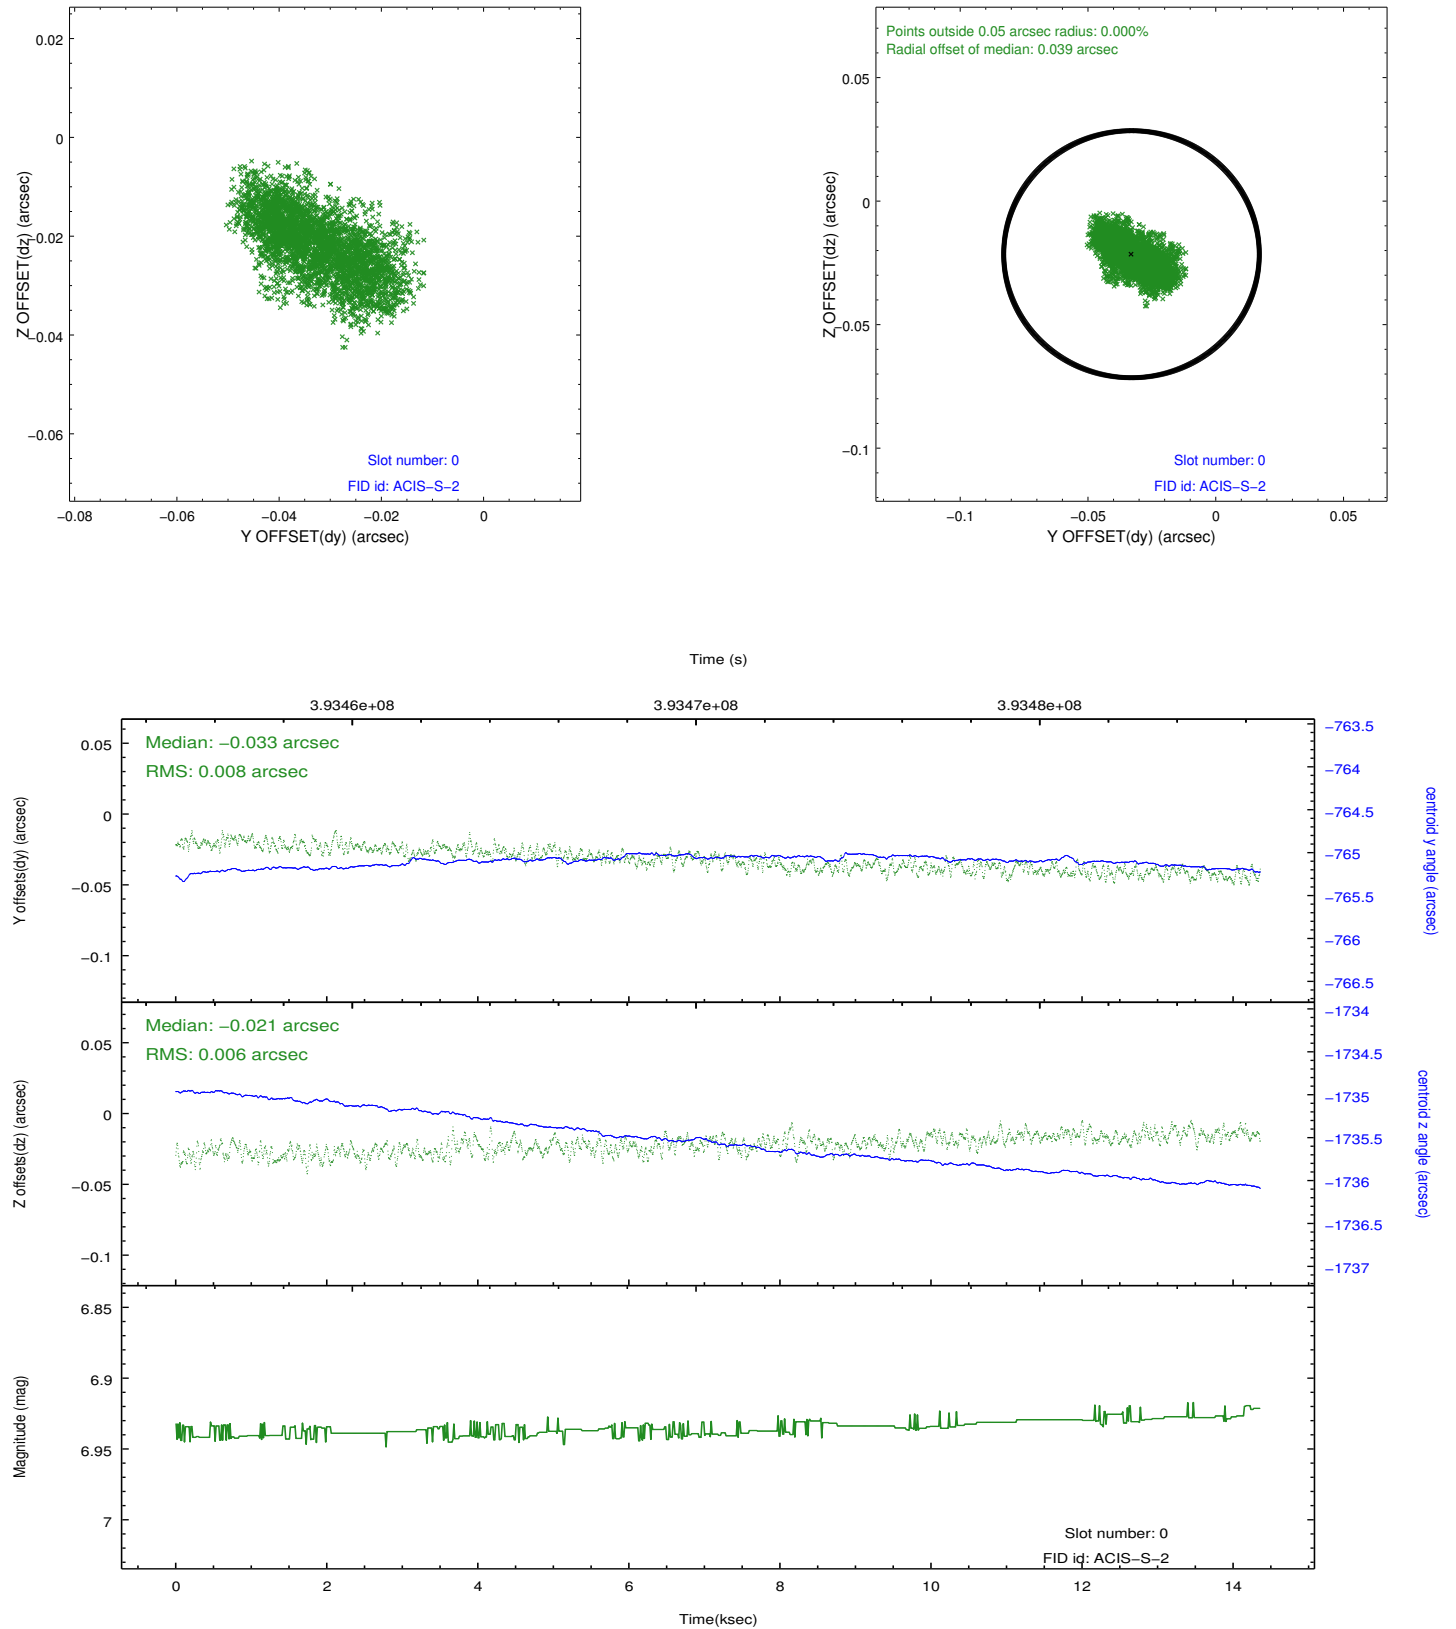 0.02
0
−0.02
−0.04
−0.06
Z OFFSET(dz) (arcsec)
Slot number: 0
FID id: ACIS−S−2
−0.08
−0.06
−0.04
−0.02
0
Y OFFSET(dy) (arcsec)
Points outside 0.05 arcsec radius: 0.000%
Radial offset of median: 0.039 arcsec
0.05
0
−0.05
−0.1
Z OFFSET(dz) (arcsec)
Slot number: 0
FID id: ACIS−S−2
−0.1
−0.05
0
0.05
Y OFFSET(dy) (arcsec)
Time (s)
3.9346e+08
3.9347e+08
3.9348e+08
Median: −0.033 arcsec
RMS: 0.008 arcsec
0.05
0
−0.05
−0.1
Y offsets(dy) (arcsec)
−763.5
−764
−764.5
−765
−765.5
−766
−766.5
centroid y angle (arcsec)
Median: −0.021 arcsec
RMS: 0.006 arcsec
0.05
0
−0.05
−0.1
Z offsets(dz) (arcsec)
−1734
−1734.5
−1735
−1735.5
−1736
−1736.5
−1737
centroid z angle (arcsec)
6.85
6.9
6.95
7
Magnitude (mag)
Slot number: 0
FID id: ACIS−S−2
0
2
4
6
8
10
12
14
Time(ksec)